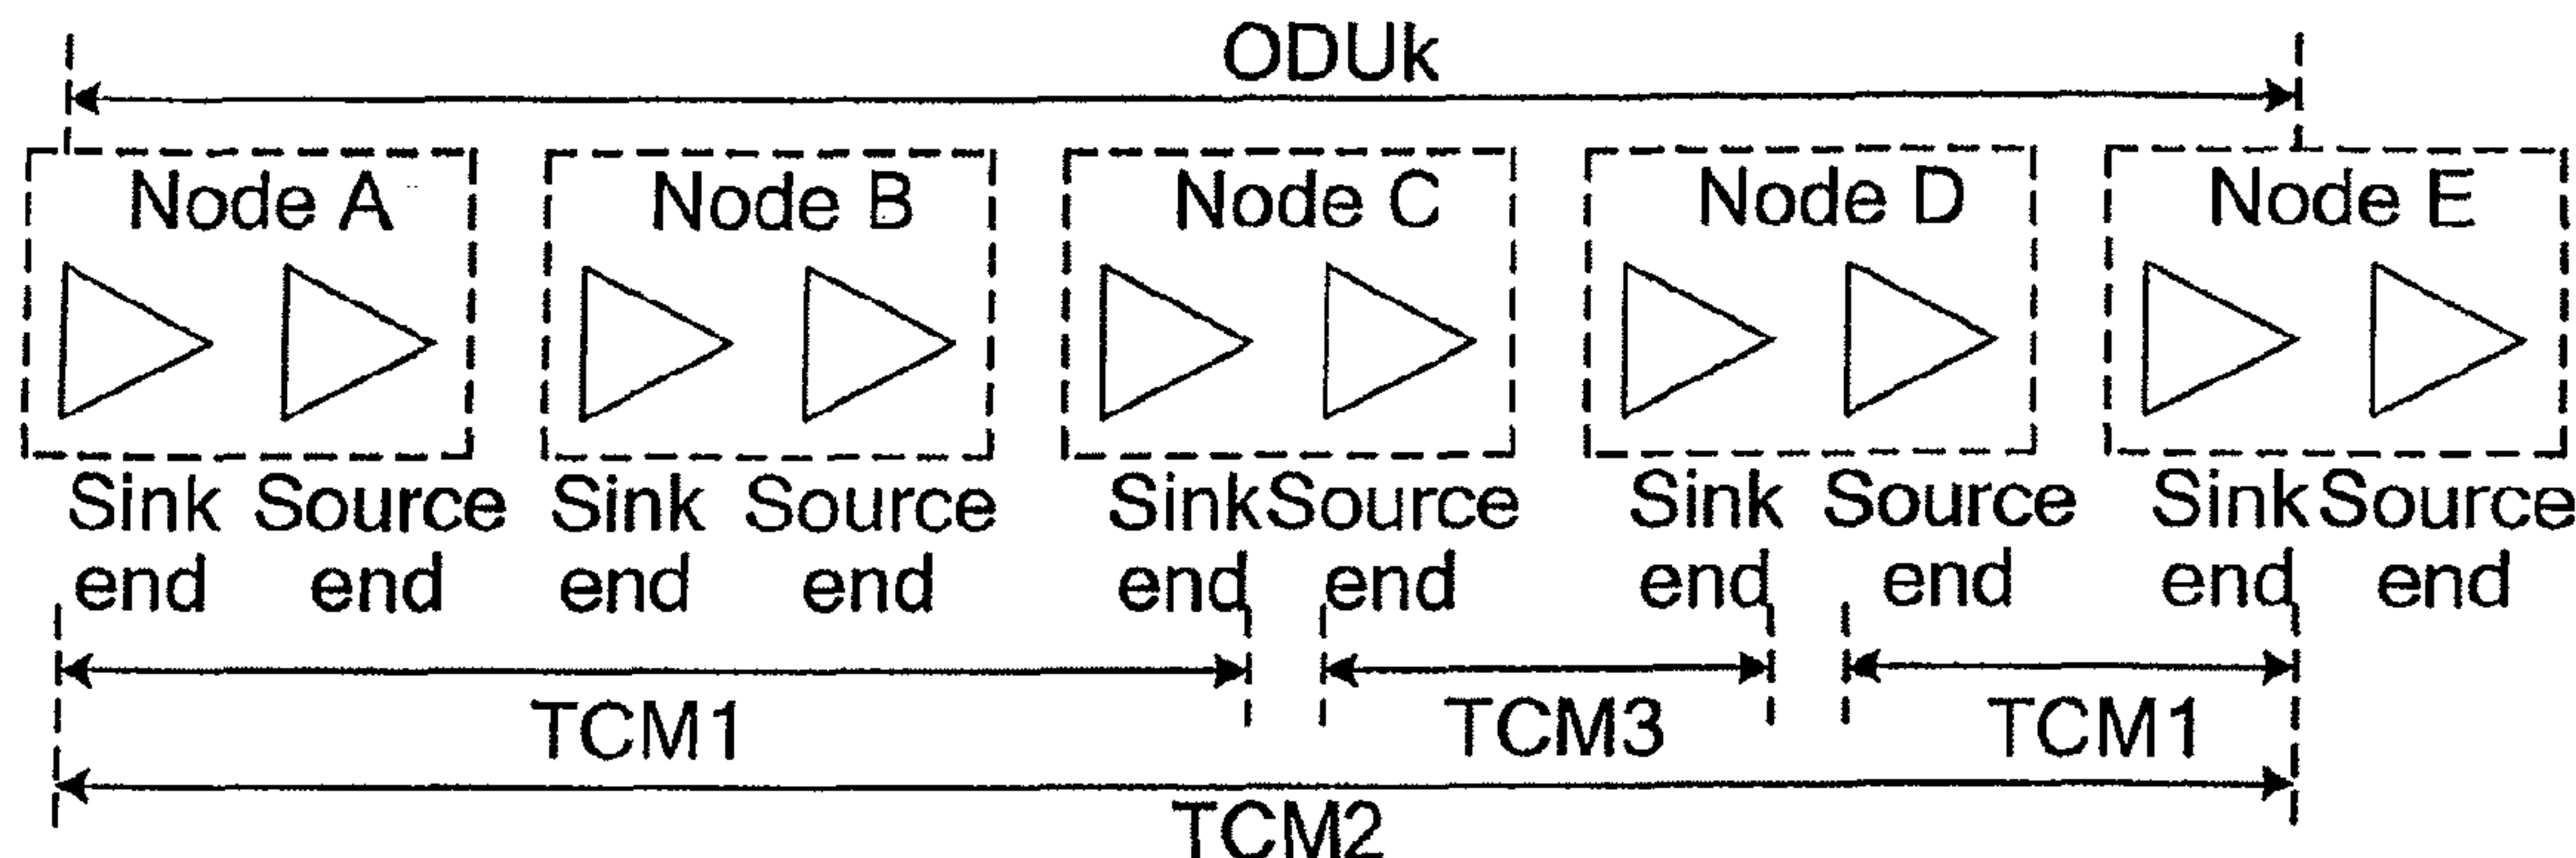 ODUk
Node A Node B Node C Node D Node E
Sink Source Sink Source Sink Source Sink Source Sink Source
end end end end end end end end end end
TCM1 TCM3 TCM1
TCM2